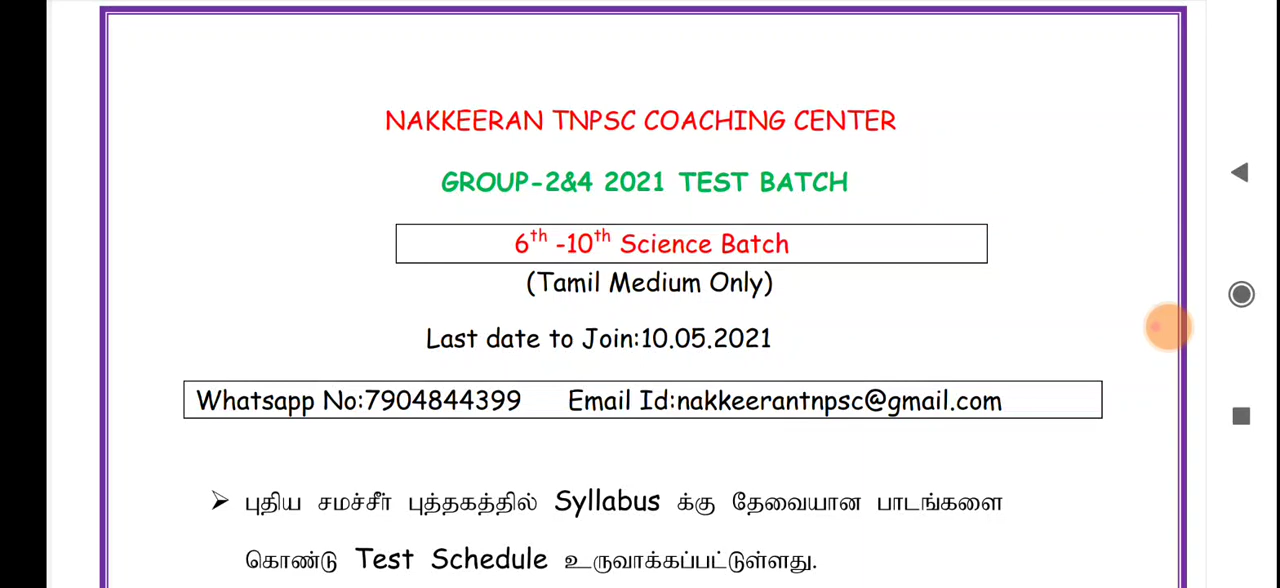 NAKKEERAN TNPSC COACHING CENTER
GROUP-2&4 2021 TEST BATCH
6th -10th Science Batch
(Tamil Medium Only)
Last date to Join:10.05.2021
Whatsapp No:7904844399 Email Id:nakkeerantnpsc@gmail.com
➢ புதிய சமச்சீர் புத்தகத்தில் Syllabus க்கு தேவையான பாடங்களை
கொண்டு Test Schedule உருவாக்கப்பட்டுள்ளது.